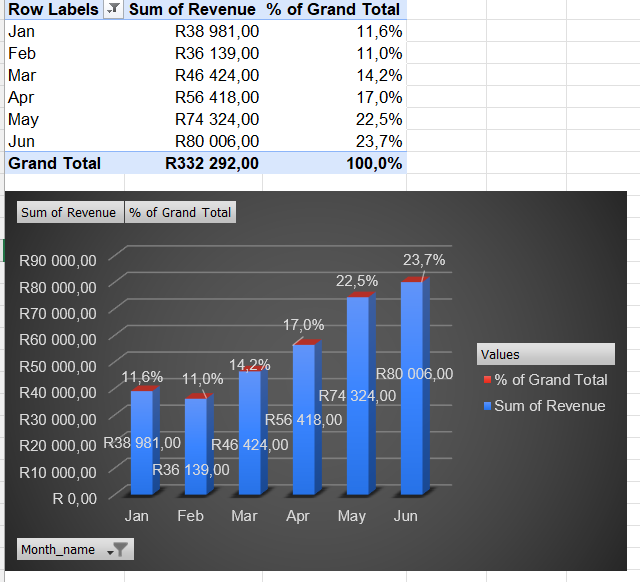 Row Labels Sum of Revenue % of Grand Total
Jan R38 981,00 11,6%
Feb R36 139,00 11,0%
Mar R46 424,00 14,2%
Apr R56 418,00 17,0%
May R74 324,00 22,5%
Jun R80 006,00 23,7%
Grand Total R332 292,00 100,0%
Sum of Revenue % of Grand Total
R90 000,00
R80 000,00
R70 000,00
R60 000,00
R50 000,00
R40 000,00
R30 000,00
R20 000,00
R10 000,00
R 0,00
11,6%
11,0%
14,2%
17,0%
22,5%
23,7%
R38 981,00
R36 139,00
R46 424,00
R56 418,00
R74 324,00
R80 006,00
Jan Feb Mar Apr May Jun
Values
% of Grand Total
Sum of Revenue
Month_name